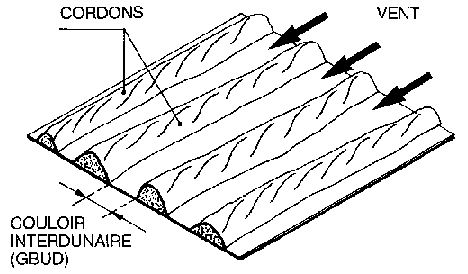 CORDONS
VENT
COULOIR
INTERDUNAIRE
(GBUD)